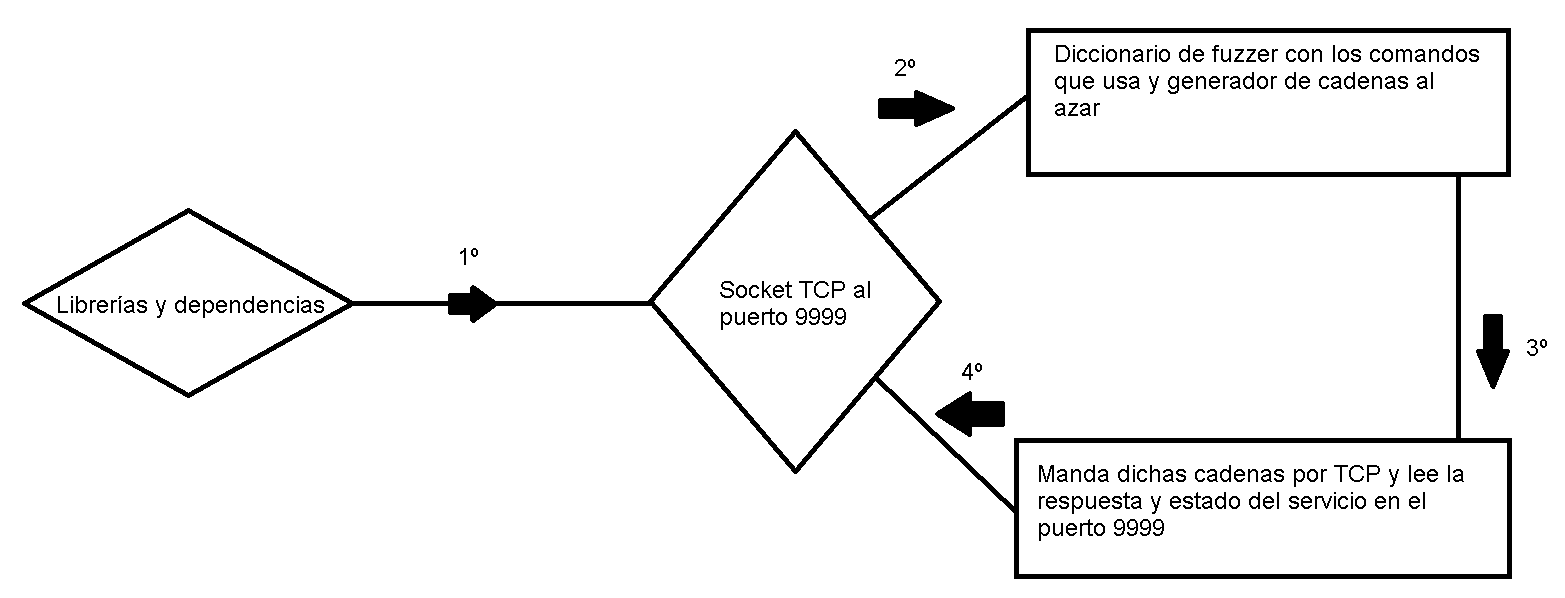 Librerías y dependencias
1º
Socket TCP al
puerto 9999
2º
Diccionario de fuzzer con los comandos
que usa y generador de cadenas al
azar
3º
Manda dichas cadenas por TCP y lee la
respuesta y estado del servicio en el
puerto 9999
4º